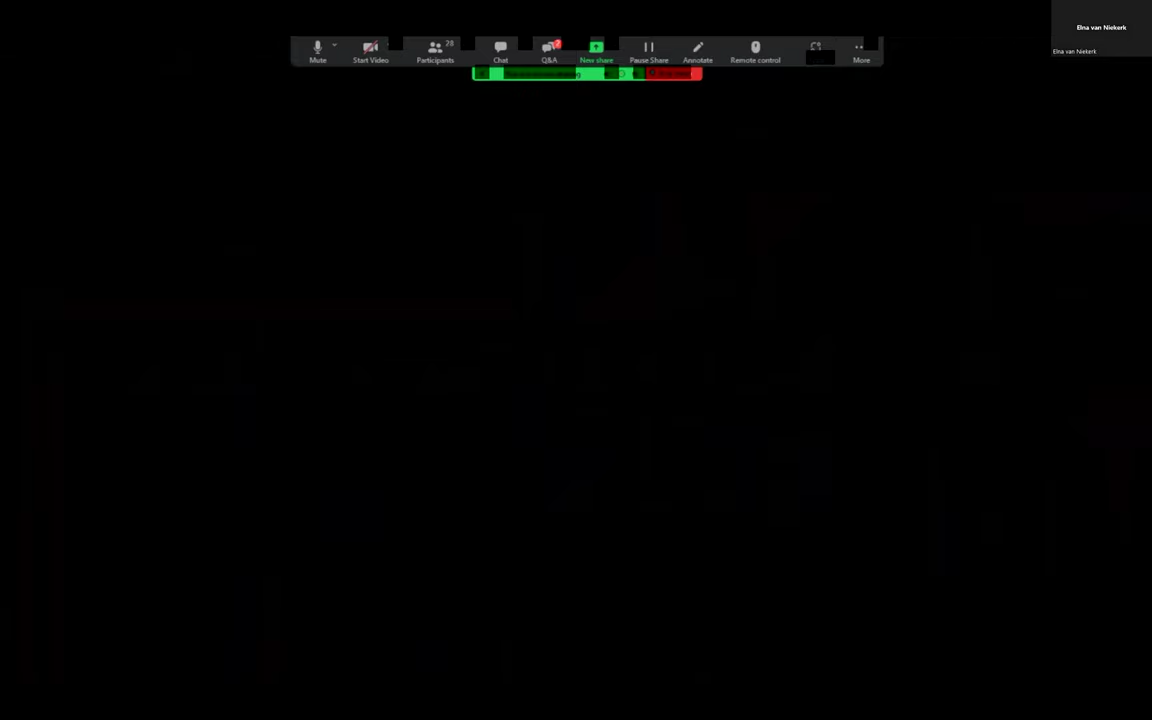 Elna van Niekerk
Elna van Niekerk
28
2
Mute Start Video Participants Chat Q&A New share Pause Share Annotate Remote control More